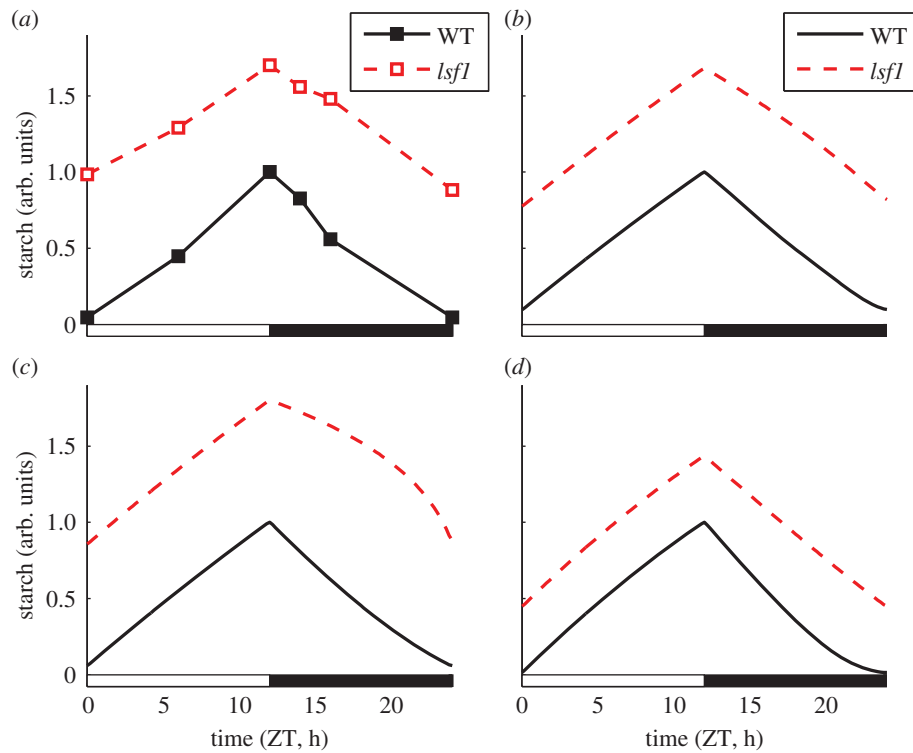 (a)
WT
lsf1
(b)
WT
lsf1
starch (arb. units)
1.5
1.0
0.5
0
(c)
(d)
starch (arb. units)
1.5
1.0
0.5
0
0 5 10 15 20
0 5 10 15 20
time (ZT, h)
time (ZT, h)